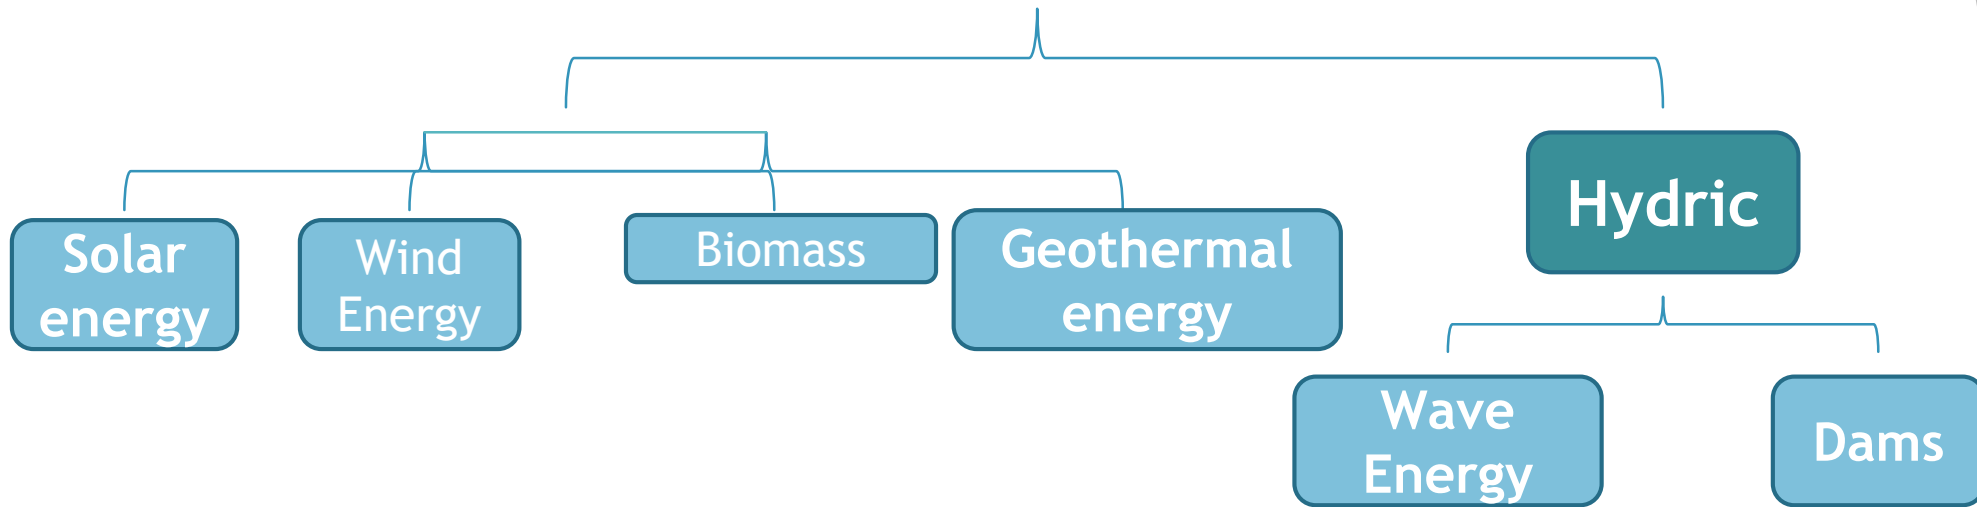 Hydric
Solar
energy
Wind
Energy
Biomass
Geothermal
energy
Wave
Energy
Dams